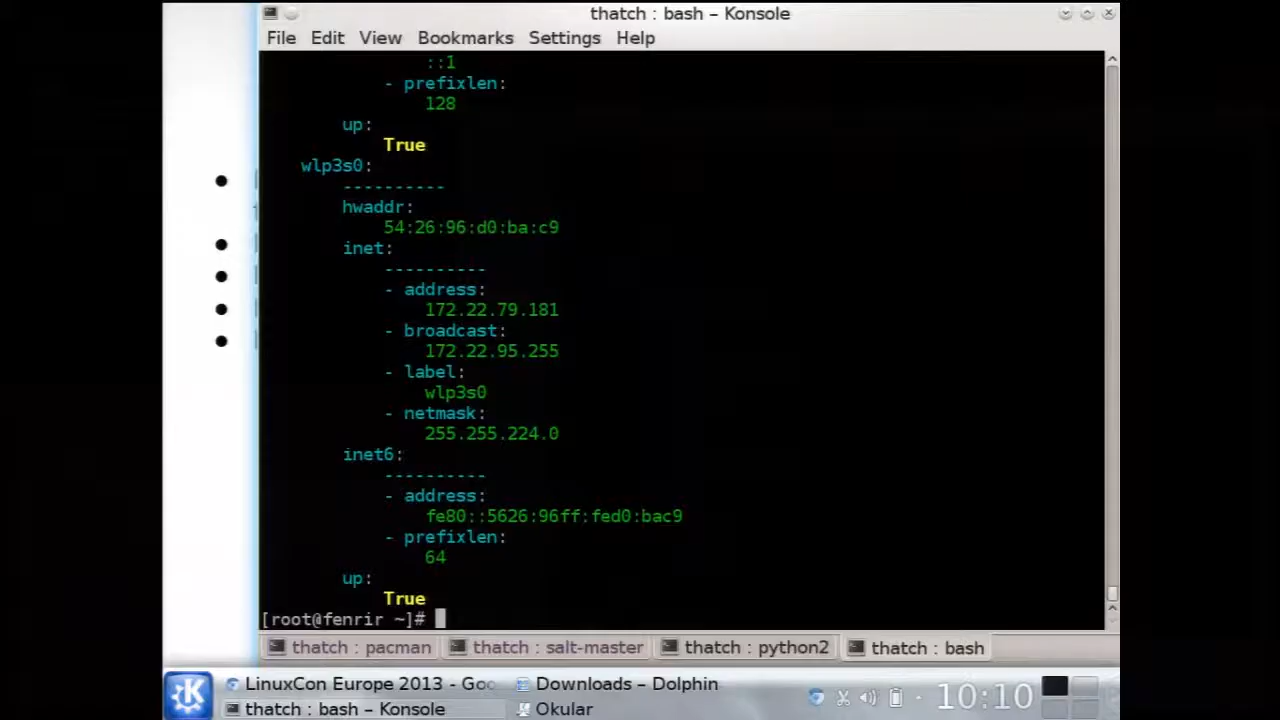 thatch : bash – Konsole
File Edit View Bookmarks Settings Help
::1
- prefixlen:
128
up:
True
wlp3s0:
----------
hwaddr:
54:26:96:d0:ba:c9
inet:
----------
- address:
172.22.79.181
- broadcast:
172.22.95.255
- label:
wlp3s0
- netmask:
255.255.224.0
inet6:
----------
- address:
fe80::5626:96ff:fed0:bac9
- prefixlen:
64
up:
True
[root@fenrir ~]#
thatch : pacman thatch : salt-master thatch : python2 thatch : bash
LinuxCon Europe 2013 - Goo Downloads – Dolphin
thatch : bash – Konsole Okular
10:10